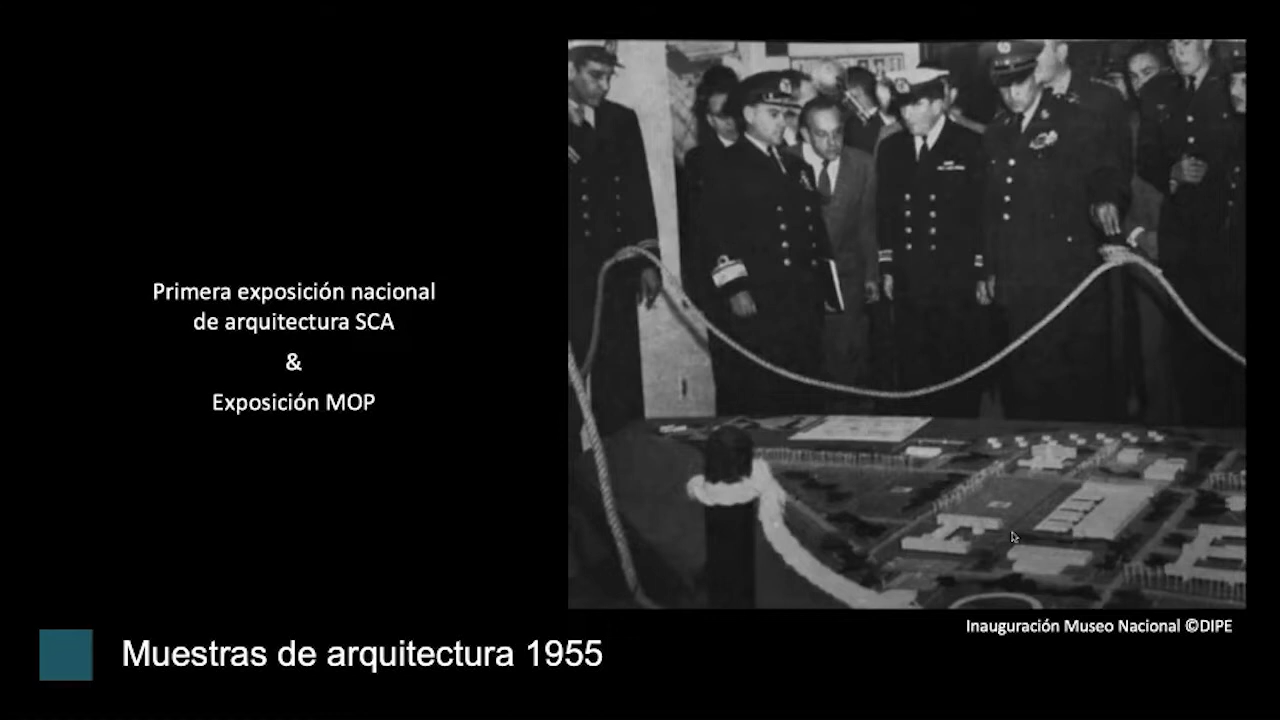 Primera exposición nacional
de arquitectura SCA
&
Exposición MOP
Inauguración Museo Nacional ©DIPE
Muestras de arquitectura 1955